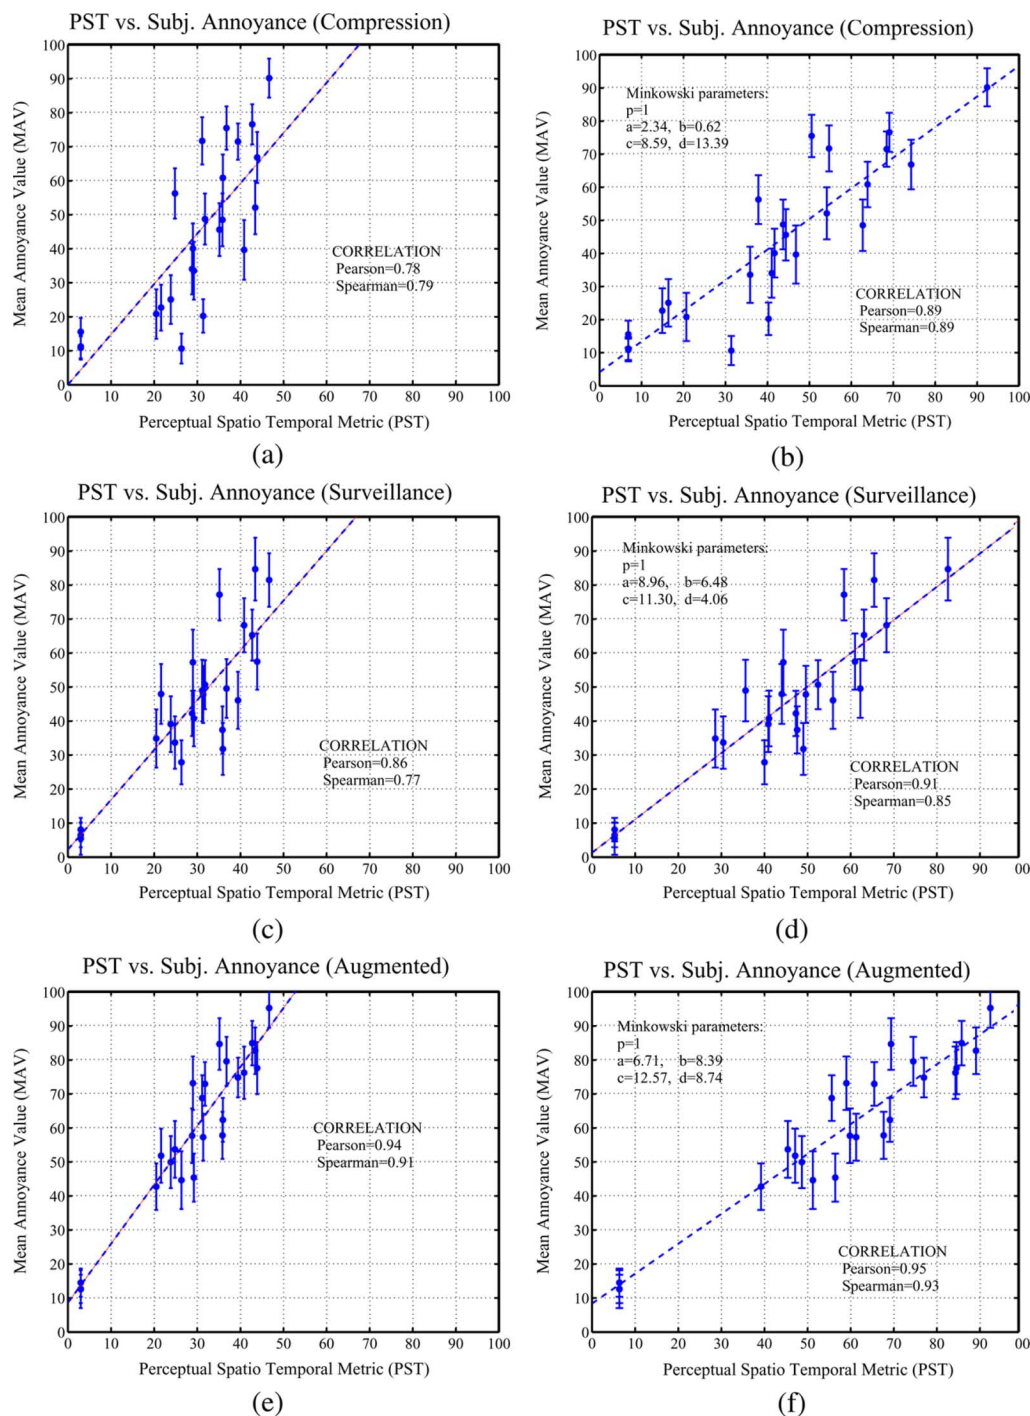 PST vs. Subj. Annoyance (Compression)
Mean Annoyance Value (MAV)
100
90
80
70
60
50
40
30
20
10
0
CORRELATION
Pearson=0.78
Spearman=0.79
0 10 20 30 40 50 60 70 80 90 100
Perceptual Spatio Temporal Metric (PST)
(a)
PST vs. Subj. Annoyance (Compression)
Mean Annoyance Value (MAV)
100
90
80
70
60
50
40
30
20
10
0
Minkowski parameters:
p=1
a=2.34, b=0.62
c=8.59, d=13.39
CORRELATION
Pearson=0.89
Spearman=0.89
0 10 20 30 40 50 60 70 80 90 100
Perceptual Spatio Temporal Metric (PST)
(b)
PST vs. Subj. Annoyance (Surveillance)
Mean Annoyance Value (MAV)
100
90
80
70
60
50
40
30
20
10
0
CORRELATION
Pearson=0.86
Spearman=0.77
0 10 20 30 40 50 60 70 80 90 100
Perceptual Spatio Temporal Metric (PST)
(c)
PST vs. Subj. Annoyance (Surveillance)
Mean Annoyance Value (MAV)
100
90
80
70
60
50
40
30
20
10
0
Minkowski parameters:
p=1
a=8.96, b=6.48
c=11.30, d=4.06
CORRELATION
Pearson=0.91
Spearman=0.85
0 10 20 30 40 50 60 70 80 90 00
Perceptual Spatio Temporal Metric (PST)
(d)
PST vs. Subj. Annoyance (Augmented)
Mean Annoyance Value (MAV)
100
90
80
70
60
50
40
30
20
10
0
CORRELATION
Pearson=0.94
Spearman=0.91
0 10 20 30 40 50 60 70 80 90 100
Perceptual Spatio Temporal Metric (PST)
(e)
PST vs. Subj. Annoyance (Augmented)
Mean Annoyance Value (MAV)
100
90
80
70
60
50
40
30
20
10
0
Minkowski parameters:
p=1
a=6.71, b=8.39
c=12.57, d=8.74
CORRELATION
Pearson=0.95
Spearman=0.93
0 10 20 30 40 50 60 70 80 90 00
Perceptual Spatio Temporal Metric (PST)
(f)